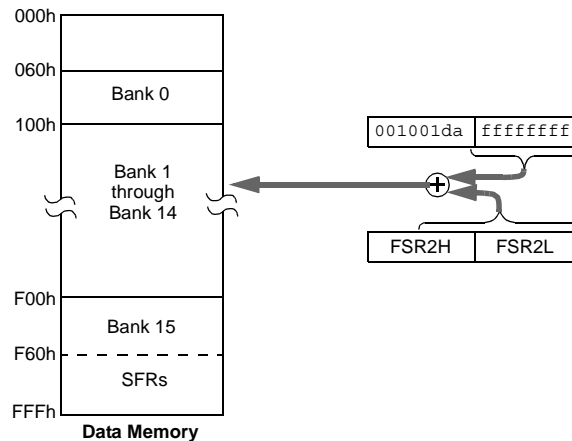 000h
060h
Bank 0
100h
001001da ffffffff
Bank 1
through
Bank 14
FSR2H FSR2L
F00h
Bank 15
F60h
SFRs
FFFh
Data Memory